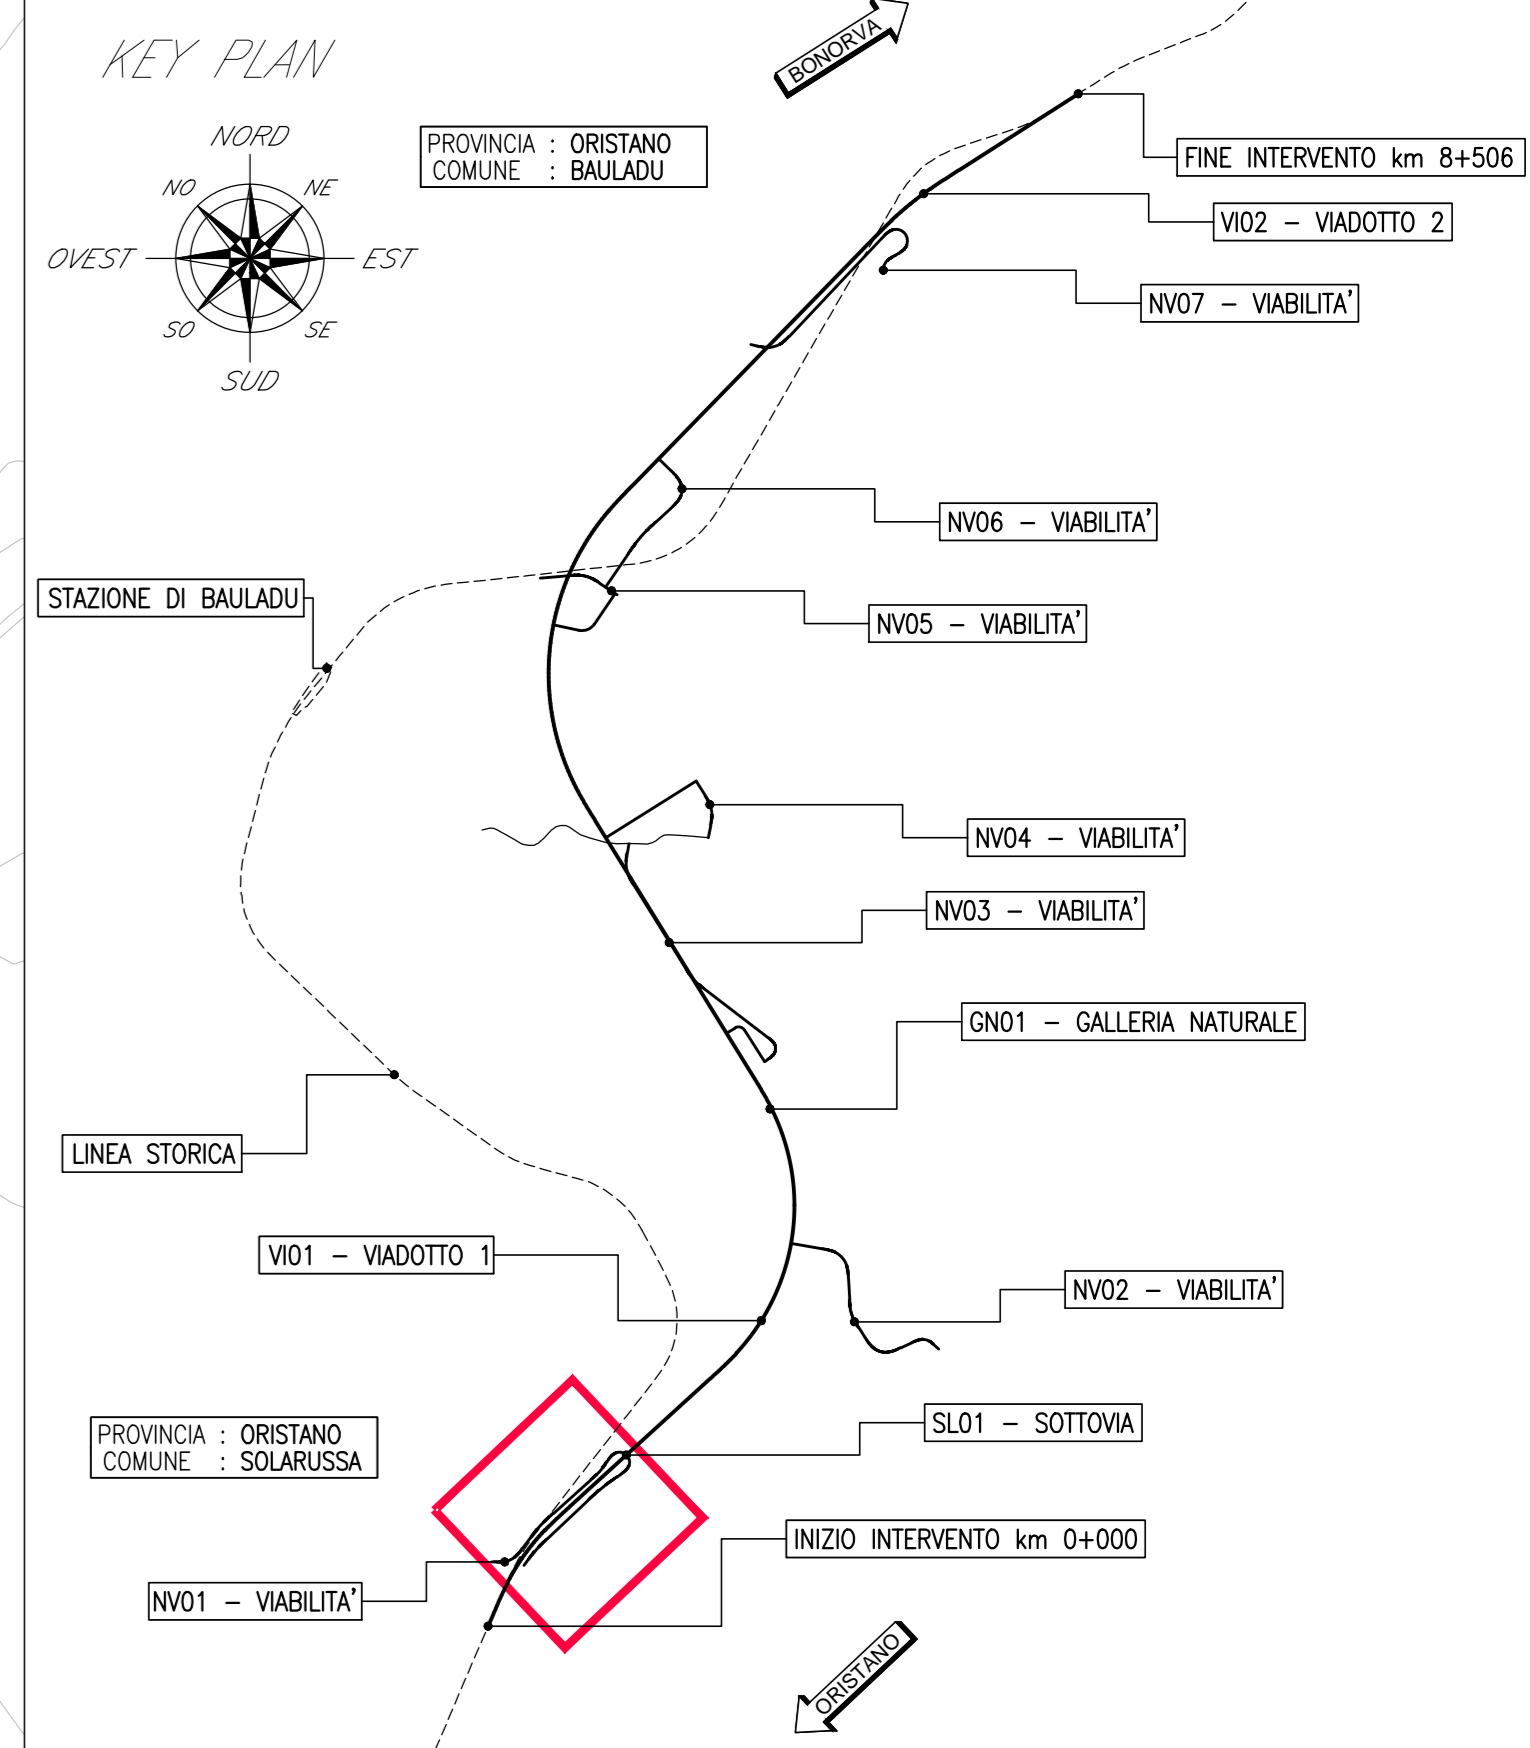 KEY PLAN
BONORVA
NORD
NO
NE
OVEST
EST
SO
SE
SUD
PROVINCIA : ORISTANO
COMUNE : BAULADU
FINE INTERVENTO km 8+506
VI02 - VIADOTTO 2
NV07 - VIABILITA'
NV06 - VIABILITA'
STAZIONE DI BAULADU
NV05 - VIABILITA'
NV04 - VIABILITA'
NV03 - VIABILITA'
GN01 - GALLERIA NATURALE
LINEA STORICA
VI01 - VIADOTTO 1
NV02 - VIABILITA'
SL01 - SOTTOVIA
PROVINCIA : ORISTANO
COMUNE : SOLARUSSA
INIZIO INTERVENTO km 0+000
NV01 - VIABILITA'
ORISTANO